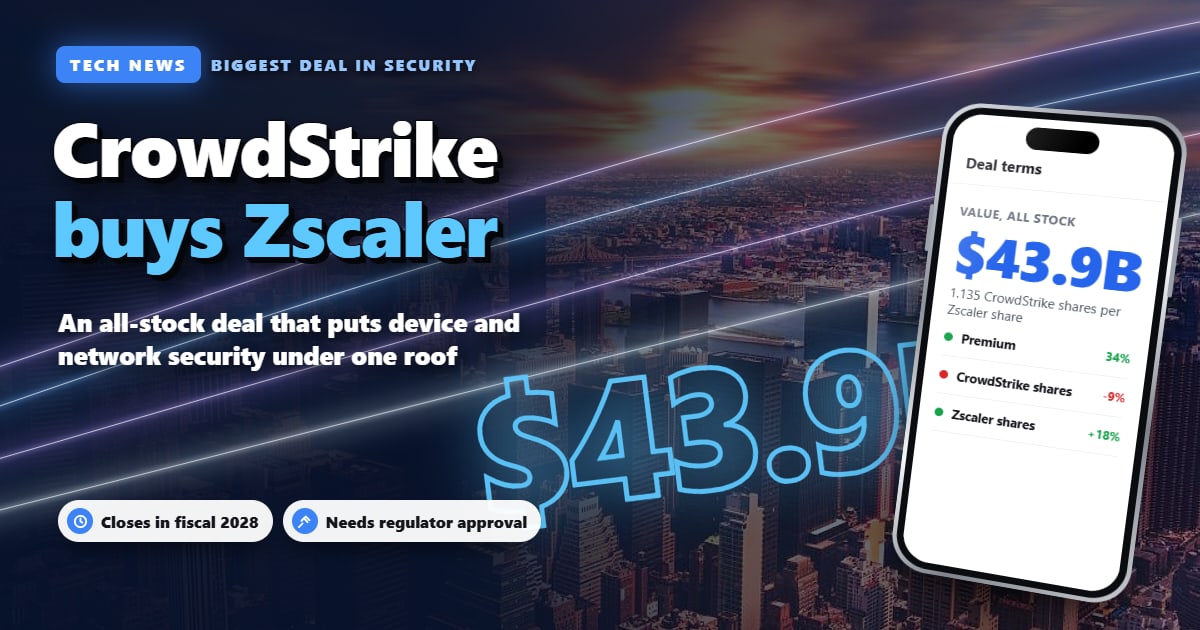 TECH NEWS BIGGEST DEAL IN SECURITY
CrowdStrike
buys Zscaler
An all-stock deal that puts device and
network security under one roof
$43.9
Closes in fiscal 2028
Needs regulator approval
Deal terms
VALUE, ALL STOCK
$43.9B
1.135 CrowdStrike shares per
Zscaler share
Premium 34%
CrowdStrike shares -9%
Zscaler shares +18%